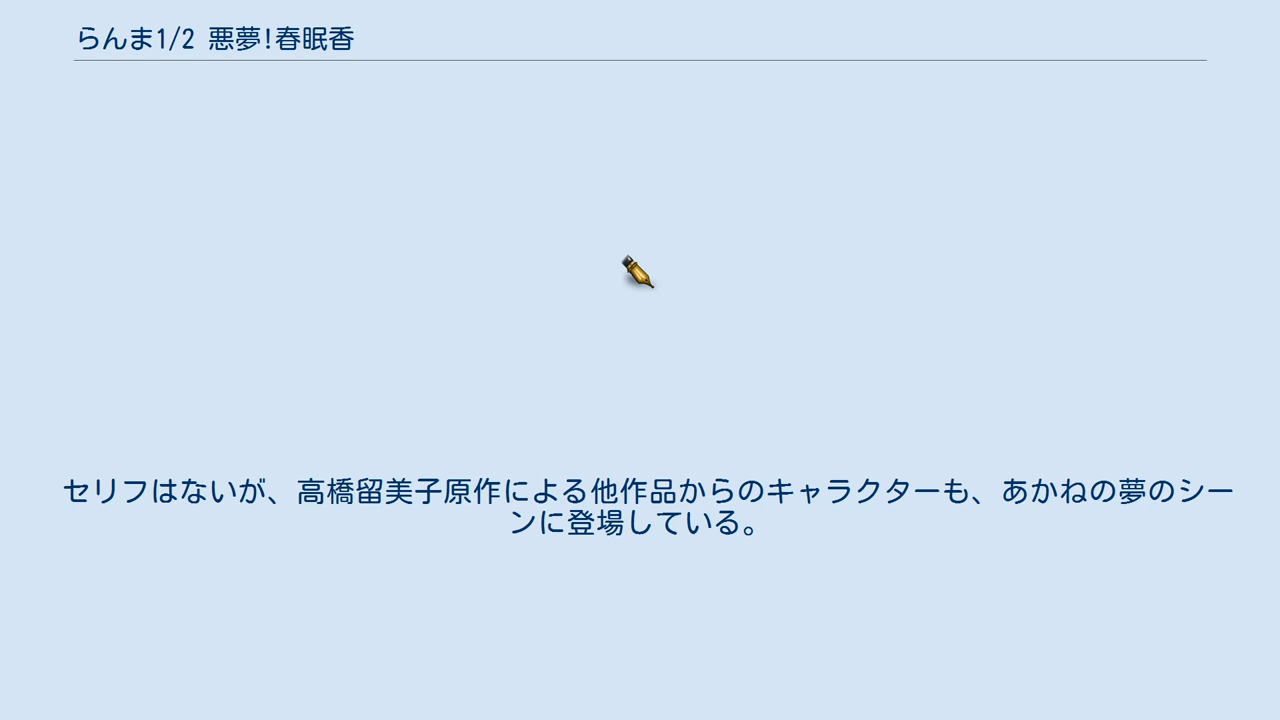 らんま1/2 悪夢!春眠香
セリフはないが、高橋留美子原作による他作品からのキャラクターも、あかねの夢のシー
ンに登場している。